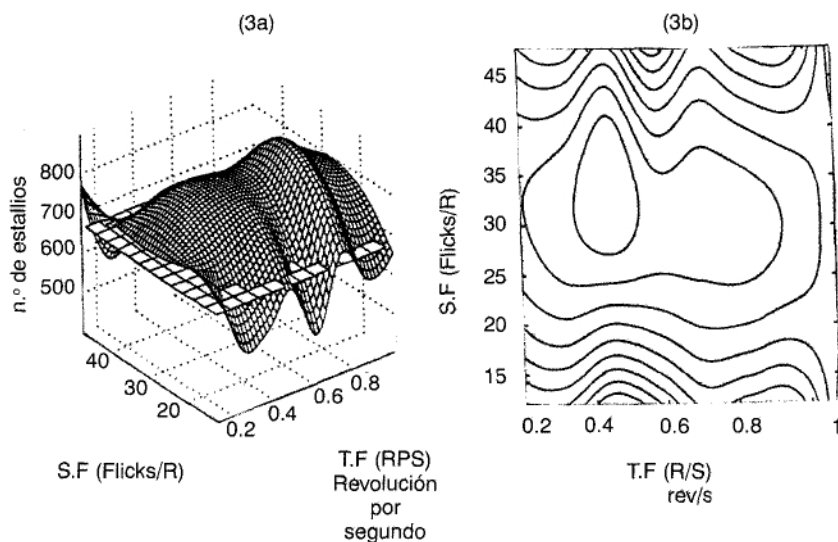 (3a)
n.º de estallios
800
700
600
500
40
30
20
0.2
0.4
0.6
0.8
S.F (Flicks/R)
T.F (RPS)
Revolución
por
segundo
(3b)
S.F (Flicks/R)
45
40
35
30
25
20
15
0.2
0.4
0.6
0.8
1
T.F (R/S)
rev/s